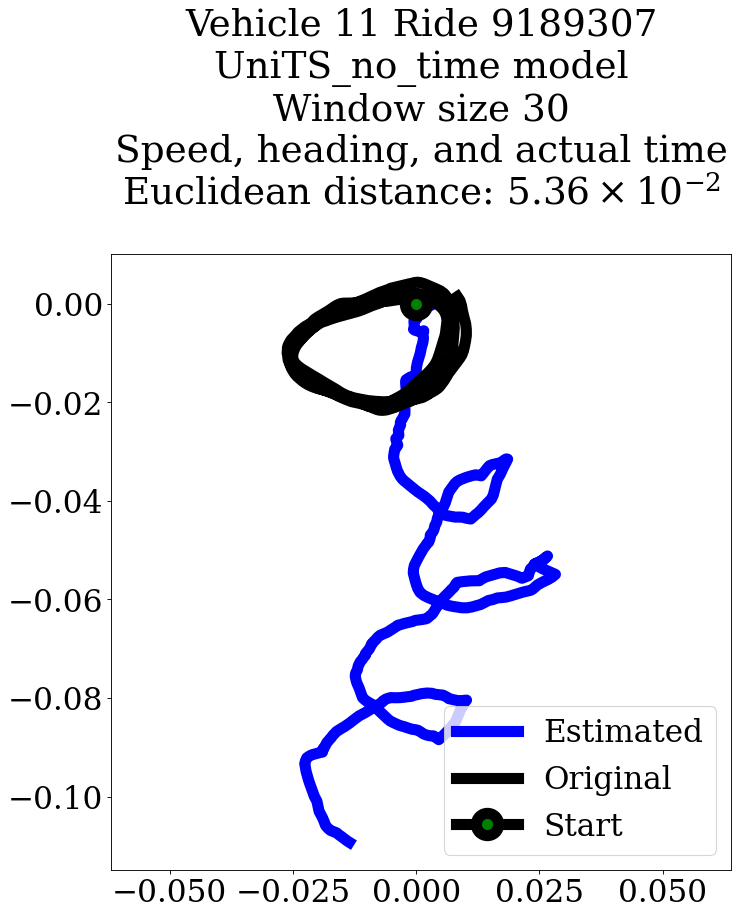 Vehicle 11 Ride 9189307
UniTS_no_time model
Window size 30
Speed, heading, and actual time
Euclidean distance: 5.36 × 10⁻²
0.00
−0.02
−0.04
−0.06
−0.08
−0.10
Estimated
Original
Start
−0.050 −0.025 0.000 0.025 0.050